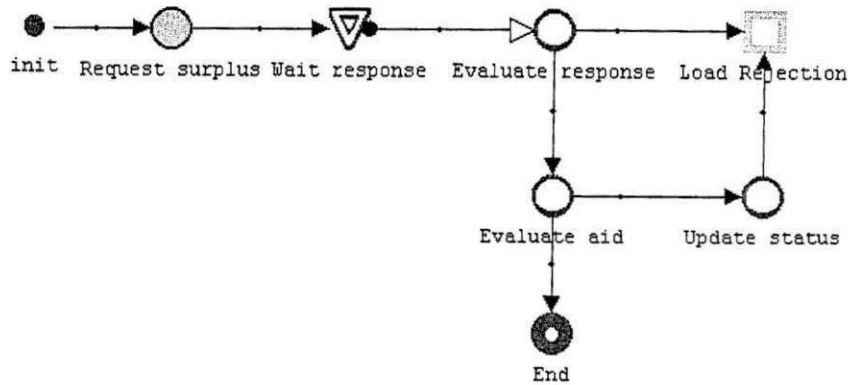 init
Request surplus
Wait response
Evaluate response
Load Rejection
Evaluate aid
Update status
End